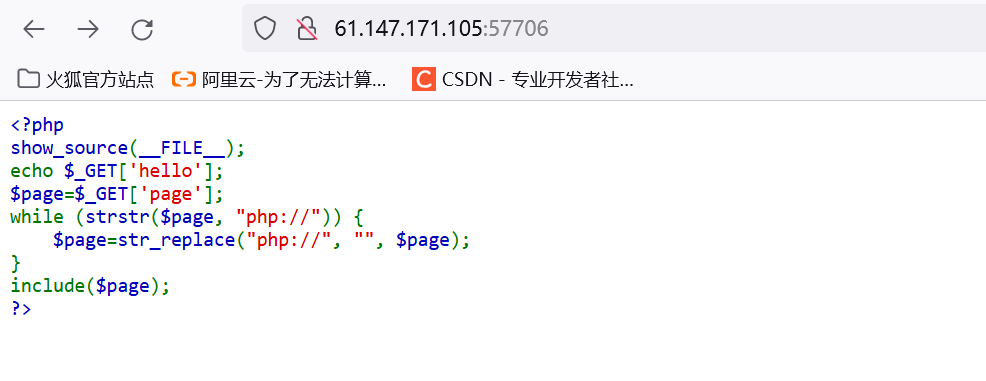 61.147.171.105:57706
火狐官方站点 阿里云-为了无法计算... CSDN - 专业开发者社...
<?php
show_source(__FILE__);
echo $_GET['hello'];
$page=$_GET['page'];
while (strstr($page, "php://")) {
    $page=str_replace("php://", "", $page);
}
include($page);
?>